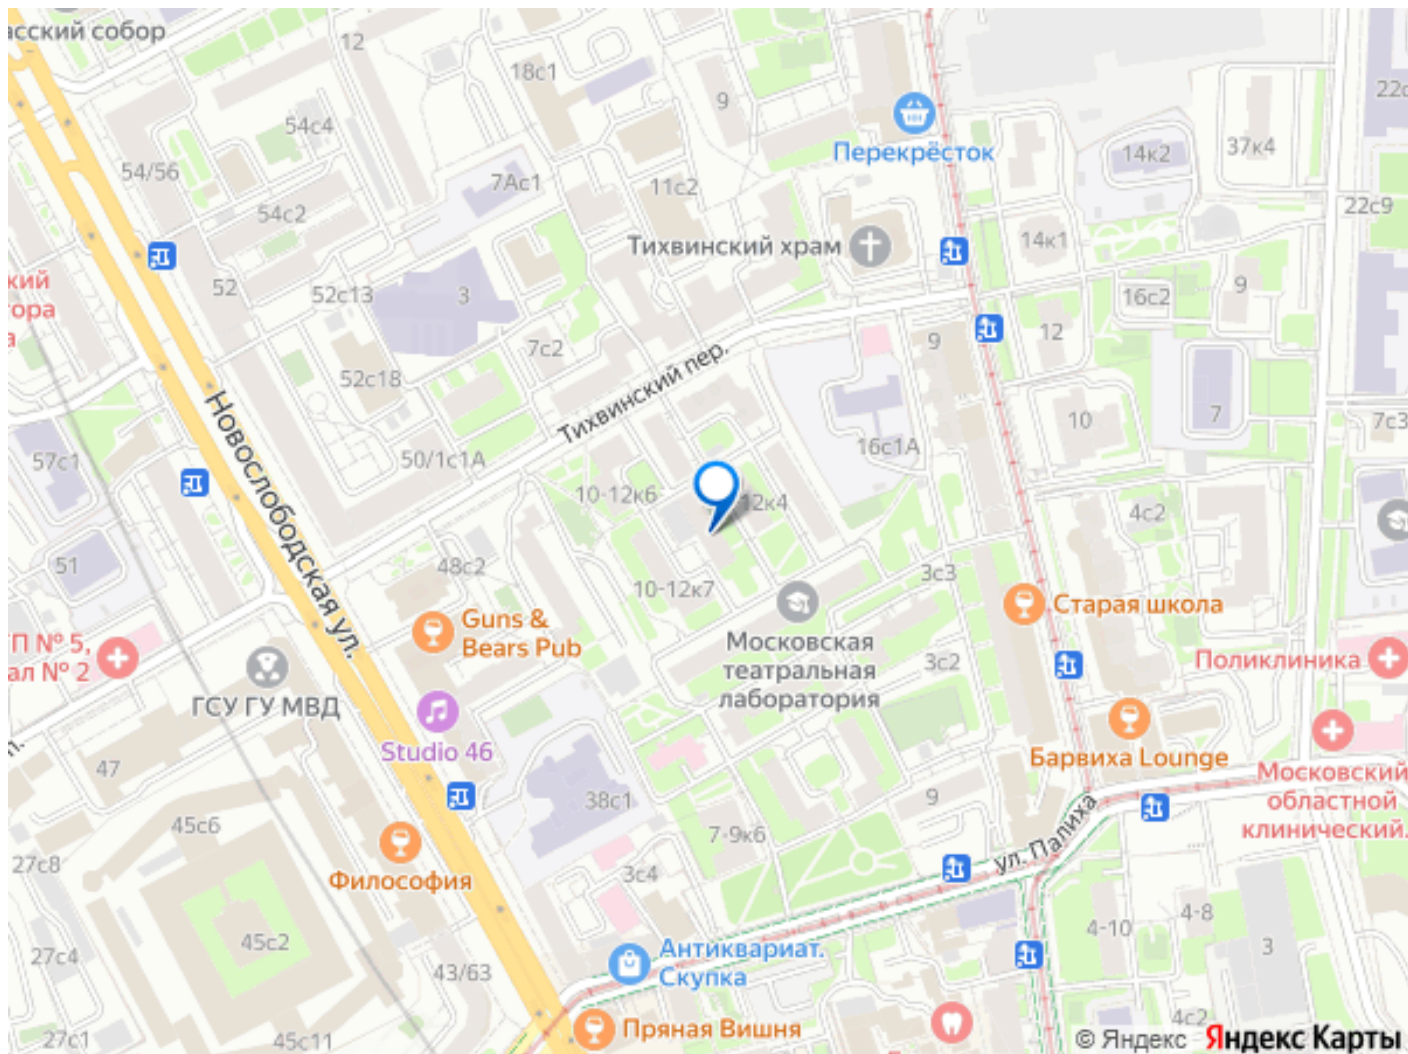 асский собор
12
18с1
9
22с
54с4
Перекрёсток
14к2
37к4
54/56
7Ас1
11с2
54с2
22с9
Тихвинский храм
14к1
кий
тора
а
52
52с13
3
9
16с2
7с2
9
12
52с18
Тихвинский пер.
Новослободская ул.
10
7
7с3
57с1
50/1с1А
16с1А
10-12к6
12к4
4с2
51
48с2
10-12к7
3с3
Guns &
Bears Pub
Старая школа
П № 5,
ал № 2
Московская
театральная
лаборатория
3с2
Поликлиника
ГСУ ГУ МВД
Studio 46
47
Барвиха Lounge
Московский
областной
клинический.
38с1
9
45с6
7-9к6
ул. Палиха
27с8
Философия
3с4
45с2
4-10
4-8
27с4
43/63
Антиквариат.
Скупка
3
27с1
45с11
Пряная Вишня
4с2
© Яндекс Яндекс Карты